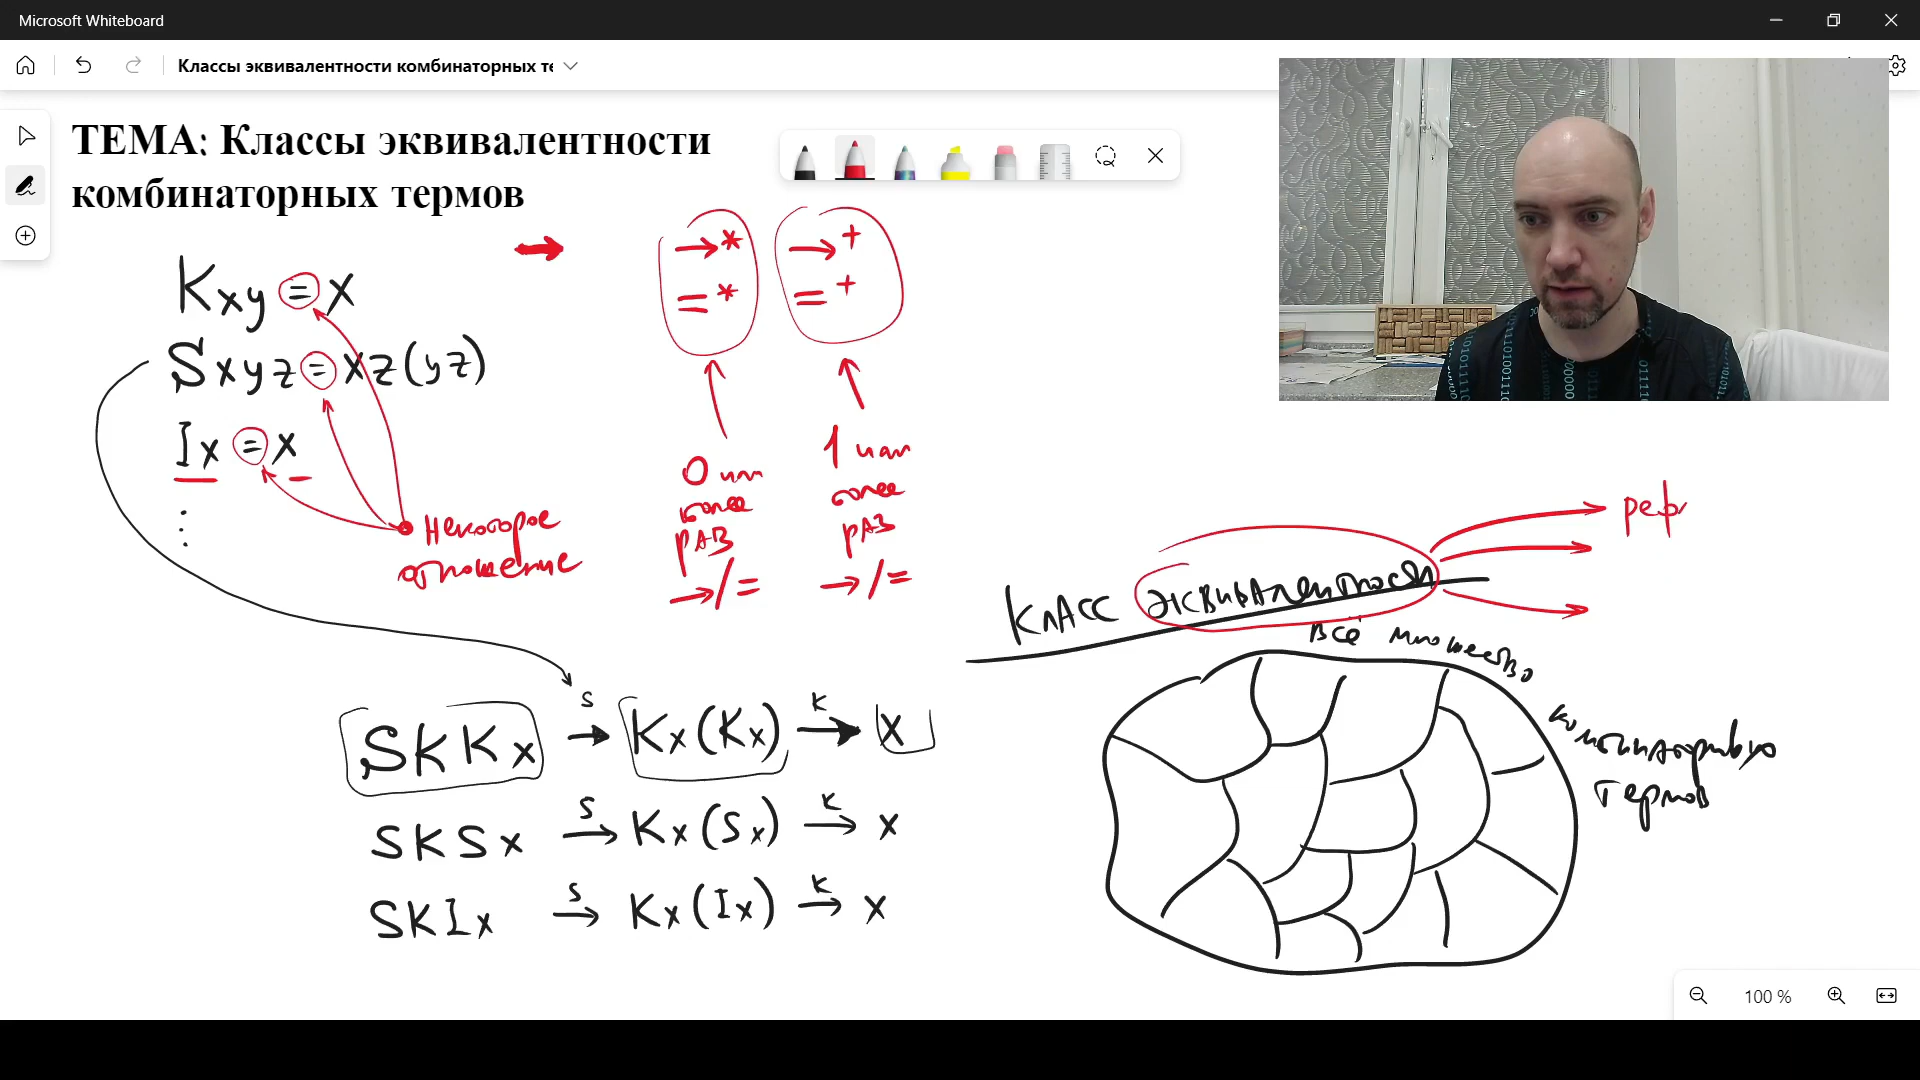 Microsoft Whiteboard
Классы эквивалентности комбинаторных те
ТЕМА: Классы эквивалентности
комбинаторных термов
Kxy = x
Sxyz = xz(yz)
Ix = x
⋮
Некоторое
отношение
→* →+
=* =+
0 или
более
раз
→/=
1 или
более
раз
→/=
Класс эквивалентности
реф
Всё множество
комбинаторных
термов
SKKx →S Kx(Kx) →K x
SKSx →S Kx(Sx) →K x
SKIx →S Kx(Ix) →K x
100 %